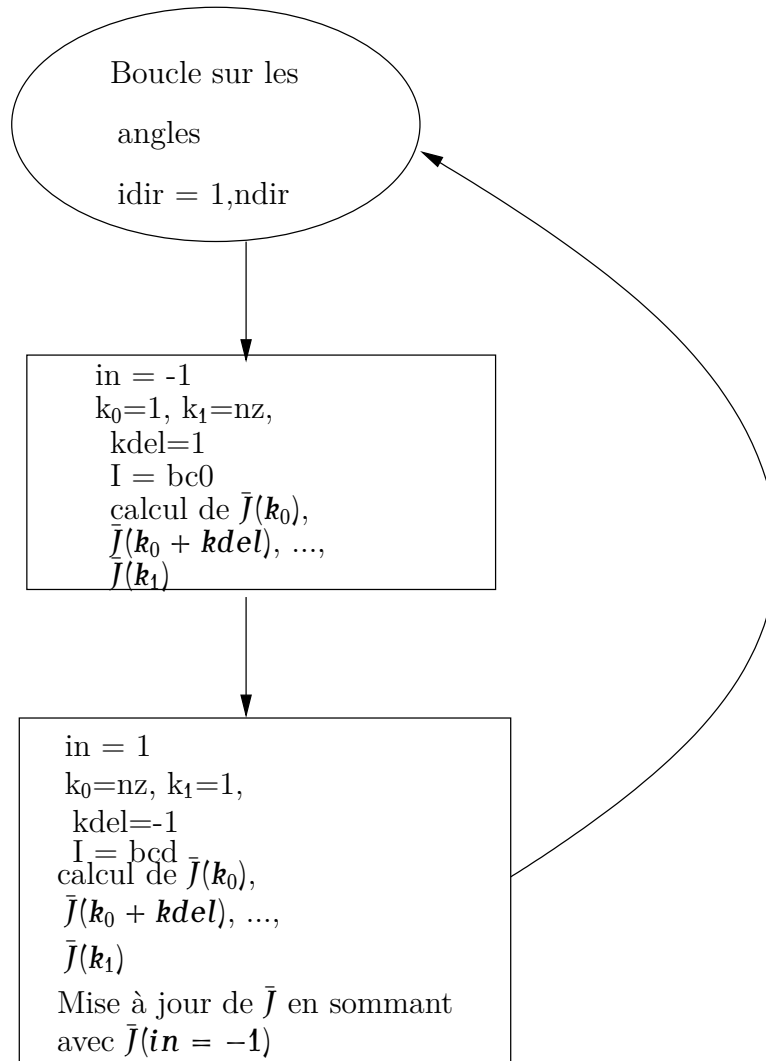 Boucle sur les
angles
idir = 1,ndir
in = -1
k₀=1, k₁=nz,
kdel=1
I = bc0
calcul de J̄(k₀),
J̄(k₀ + kdel), ...,
J̄(k₁)
in = 1
k₀=nz, k₁=1,
kdel=-1
I = bcd
calcul de J̄(k₀),
J̄(k₀ + kdel), ...,
J̄(k₁)
Mise à jour de J̄ en sommant
avec J̄(in = −1)